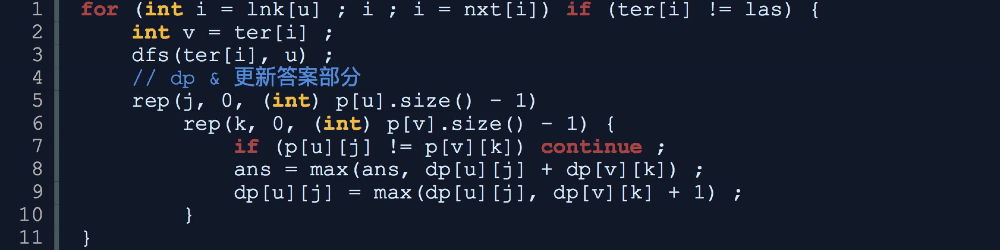 1 for (int i = lnk[u] ; i ; i = nxt[i]) if (ter[i] != las) {
2 int v = ter[i] ;
3 dfs(ter[i], u) ;
4 // dp & 更新答案部分
5 rep(j, 0, (int) p[u].size() - 1)
6 rep(k, 0, (int) p[v].size() - 1) {
7 if (p[u][j] != p[v][k]) continue ;
8 ans = max(ans, dp[u][j] + dp[v][k]) ;
9 dp[u][j] = max(dp[u][j], dp[v][k] + 1) ;
10 }
11 }